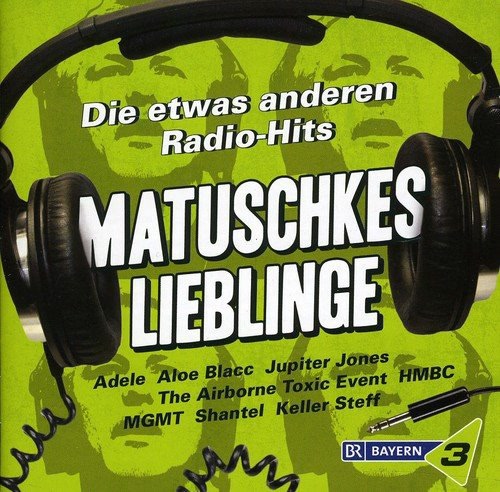 Die etwas anderen
Radio-Hits
MATUSCHKES
LIEBLINGE
Adele Aloe Blacc Jupiter Jones
The Airborne Toxic Event HMBC
MGMT Shantel Keller Steff
BR BAYERN 3